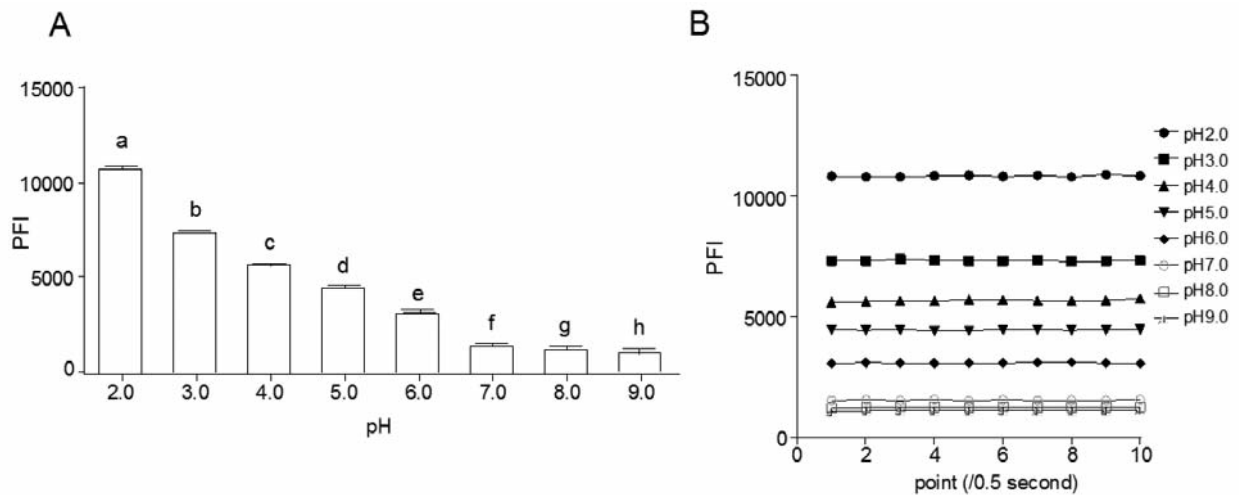 A
15000
10000
5000
0
PFI
a
b
c
d
e
f
g
h
2.0 3.0 4.0 5.0 6.0 7.0 8.0 9.0
pH
B
15000
10000
5000
0
PFI
0 2 4 6 8 10
point (/0.5 second)
pH2.0
pH3.0
pH4.0
pH5.0
pH6.0
pH7.0
pH8.0
pH9.0